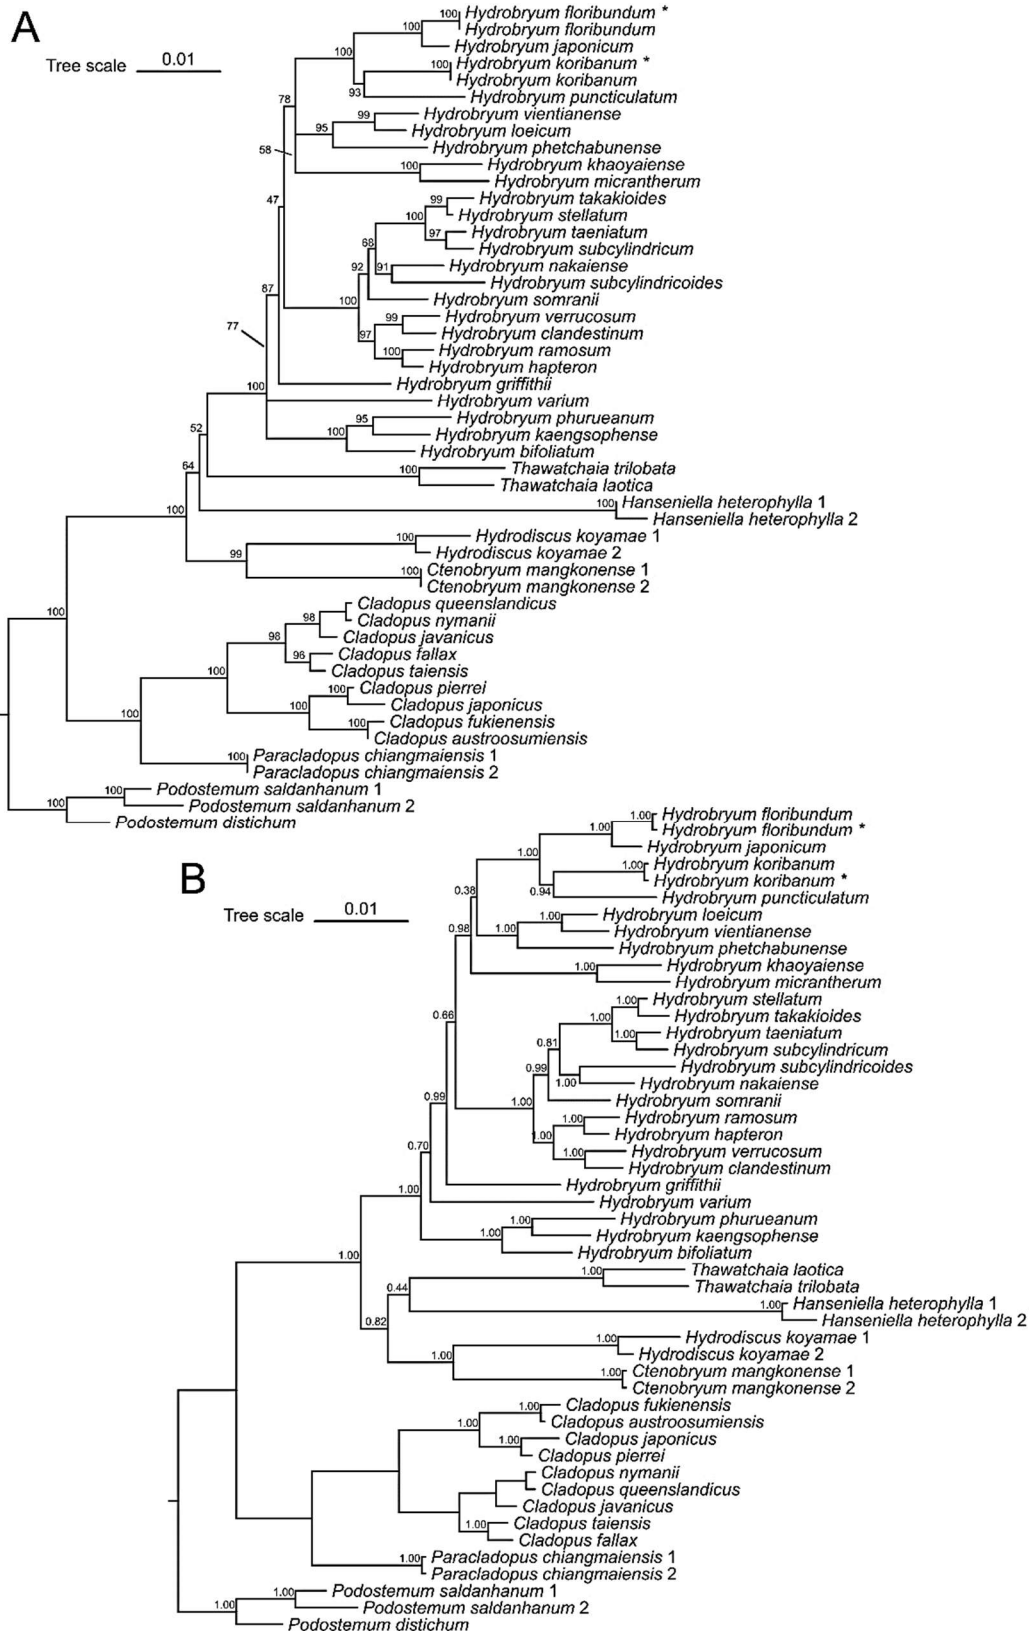 A
Tree scale 0.01
100 Hydrobryum floribundum *
100 Hydrobryum floribundum
Hydrobryum japonicum
100
100 Hydrobryum koribanum *
Hydrobryum koribanum
93 Hydrobryum puncticulatum
78
99 Hydrobryum vientianense
95 Hydrobryum loeicum
Hydrobryum phetchabunense
58
100 Hydrobryum khaoyaiense
Hydrobryum micrantherum
47
99 Hydrobryum takakioides
100 Hydrobryum stellatum
97 Hydrobryum taeniatum
68 Hydrobryum subcylindricum
92 91 Hydrobryum nakaiense
Hydrobryum subcylindricoides
87
100 Hydrobryum somranii
99 Hydrobryum verrucosum
97 Hydrobryum clandestinum
77
100 Hydrobryum ramosum
Hydrobryum hapteron
Hydrobryum griffithii
100
Hydrobryum varium
95 Hydrobryum phurueanum
100 Hydrobryum kaengsophense
52
Hydrobryum bifoliatum
64
100 Thawatchaia trilobata
Thawatchaia laotica
100 Hanseniella heterophylla 1
100
Hanseniella heterophylla 2
100 Hydrodiscus koyamae 1
99 Hydrodiscus koyamae 2
100 Ctenobryum mangkonense 1
Ctenobryum mangkonense 2
100
Cladopus queenslandicus
98 Cladopus nymanii
98 Cladopus javanicus
96 Cladopus fallax
100 Cladopus taiensis
100 Cladopus pierrei
100 Cladopus japonicus
100
100 Cladopus fukienensis
Cladopus austroosumiensis
100 Paracladopus chiangmaiensis 1
Paracladopus chiangmaiensis 2
100 Podostemum saldanhanum 1
100 Podostemum saldanhanum 2
Podostemum distichum
B
Tree scale 0.01
1.00 Hydrobryum floribundum
1.00 Hydrobryum floribundum *
Hydrobryum japonicum
1.00
1.00 Hydrobryum koribanum
Hydrobryum koribanum *
0.94 Hydrobryum puncticulatum
0.38
1.00 Hydrobryum loeicum
0.98 1.00 Hydrobryum vientianense
Hydrobryum phetchabunense
1.00 Hydrobryum khaoyaiense
Hydrobryum micrantherum
1.00 Hydrobryum stellatum
0.66 1.00 Hydrobryum takakioides
1.00 Hydrobryum taeniatum
0.81 Hydrobryum subcylindricum
0.99 Hydrobryum subcylindricoides
1.00 Hydrobryum nakaiense
0.99 1.00 Hydrobryum somranii
1.00 Hydrobryum ramosum
1.00 Hydrobryum hapteron
0.70 1.00 Hydrobryum verrucosum
Hydrobryum clandestinum
1.00 Hydrobryum griffithii
Hydrobryum varium
1.00 Hydrobryum phurueanum
1.00 Hydrobryum kaengsophense
1.00 Hydrobryum bifoliatum
1.00 Thawatchaia laotica
0.44 Thawatchaia trilobata
1.00 Hanseniella heterophylla 1
0.82 Hanseniella heterophylla 2
1.00 Hydrodiscus koyamae 1
1.00 Hydrodiscus koyamae 2
1.00 Ctenobryum mangkonense 1
Ctenobryum mangkonense 2
1.00 Cladopus fukienensis
1.00 Cladopus austroosumiensis
1.00 Cladopus japonicus
Cladopus pierrei
Cladopus nymanii
Cladopus queenslandicus
Cladopus javanicus
1.00 Cladopus taiensis
Cladopus fallax
1.00 Paracladopus chiangmaiensis 1
Paracladopus chiangmaiensis 2
1.00 Podostemum saldanhanum 1
1.00 Podostemum saldanhanum 2
Podostemum distichum